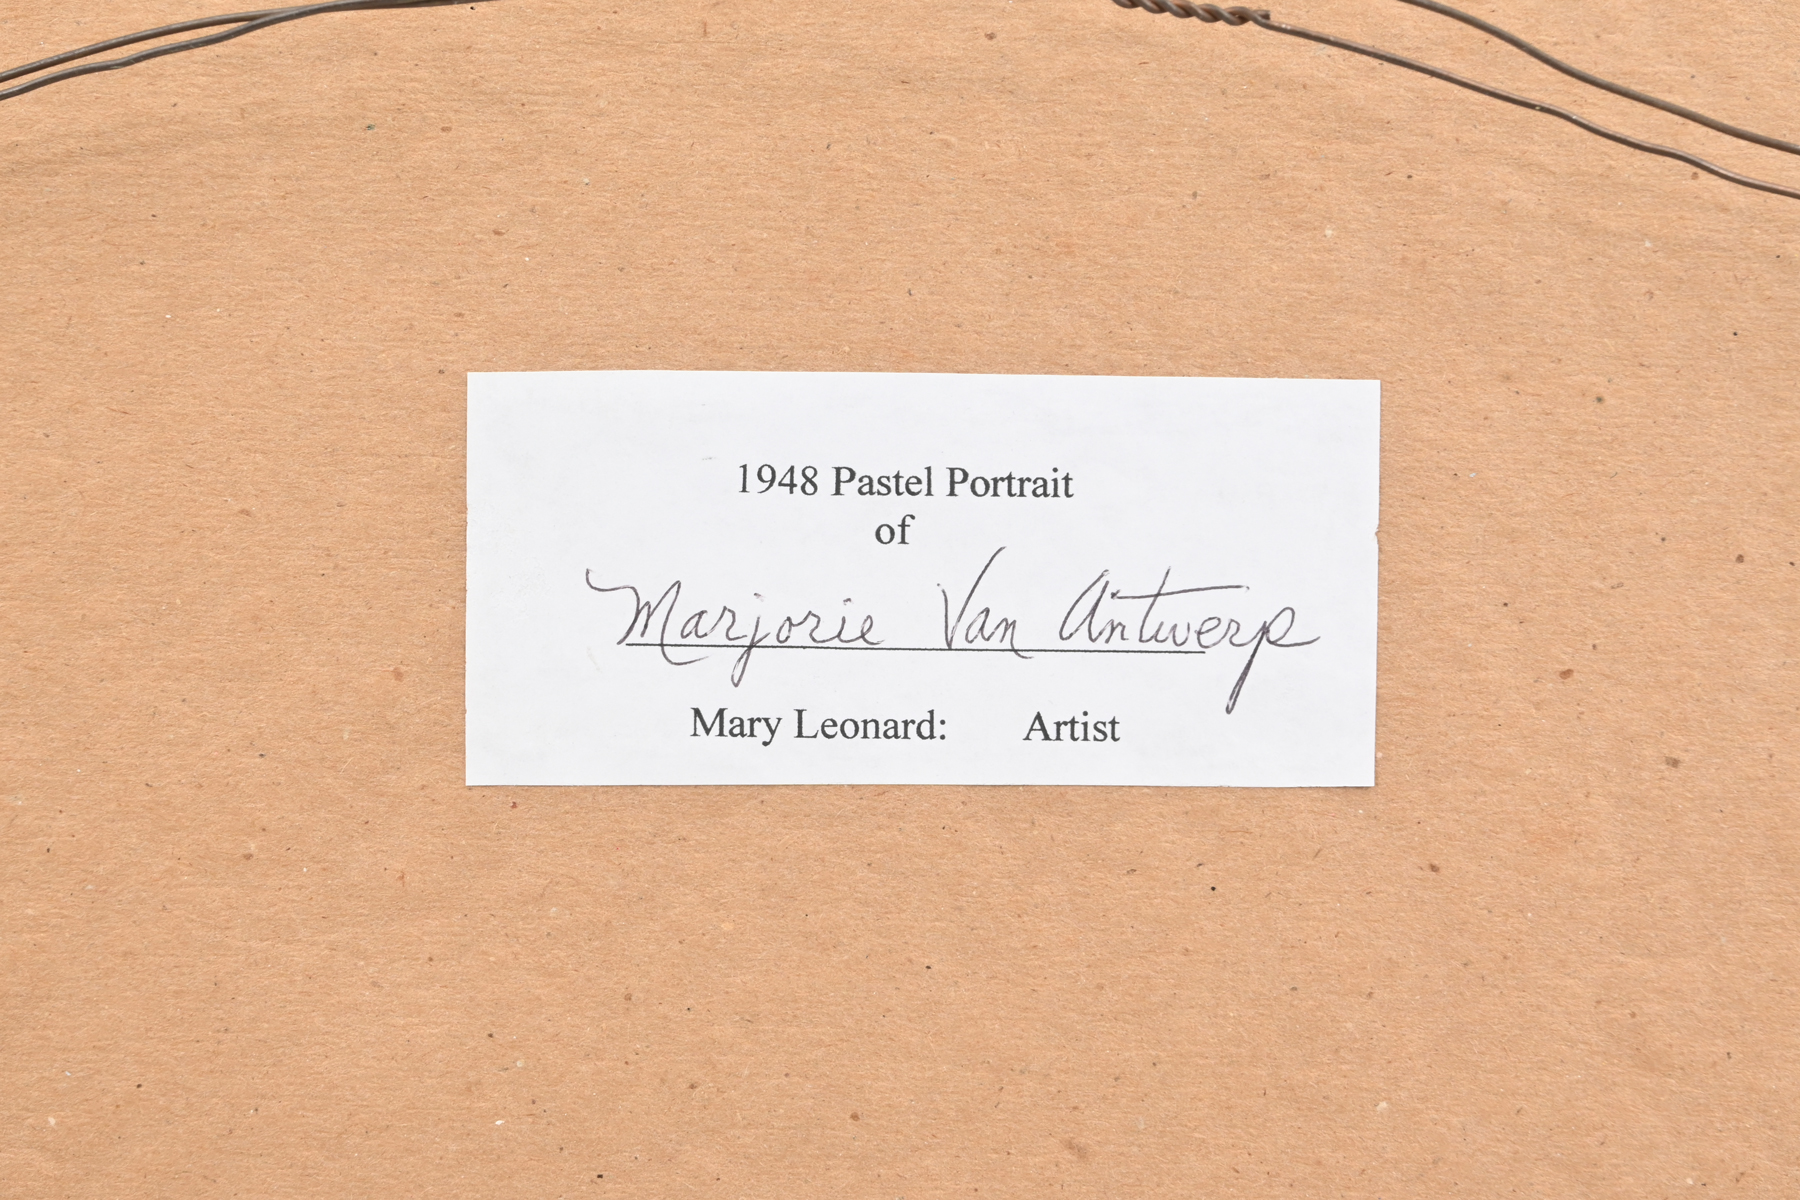 1948 Pastel Portrait
of
Marjorie Van Antwerp
Mary Leonard: Artist